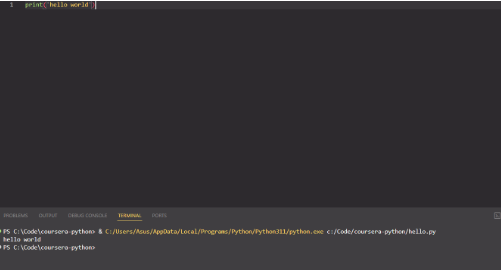 1 print('hello world')
PROBLEMS OUTPUT DEBUG CONSOLE TERMINAL PORTS
PS C:\Code\coursera-python> & C:/Users/Asus/AppData/Local/Programs/Python/Python311/python.exe c:/Code/coursera-python/hello.py
hello world
PS C:\Code\coursera-python>